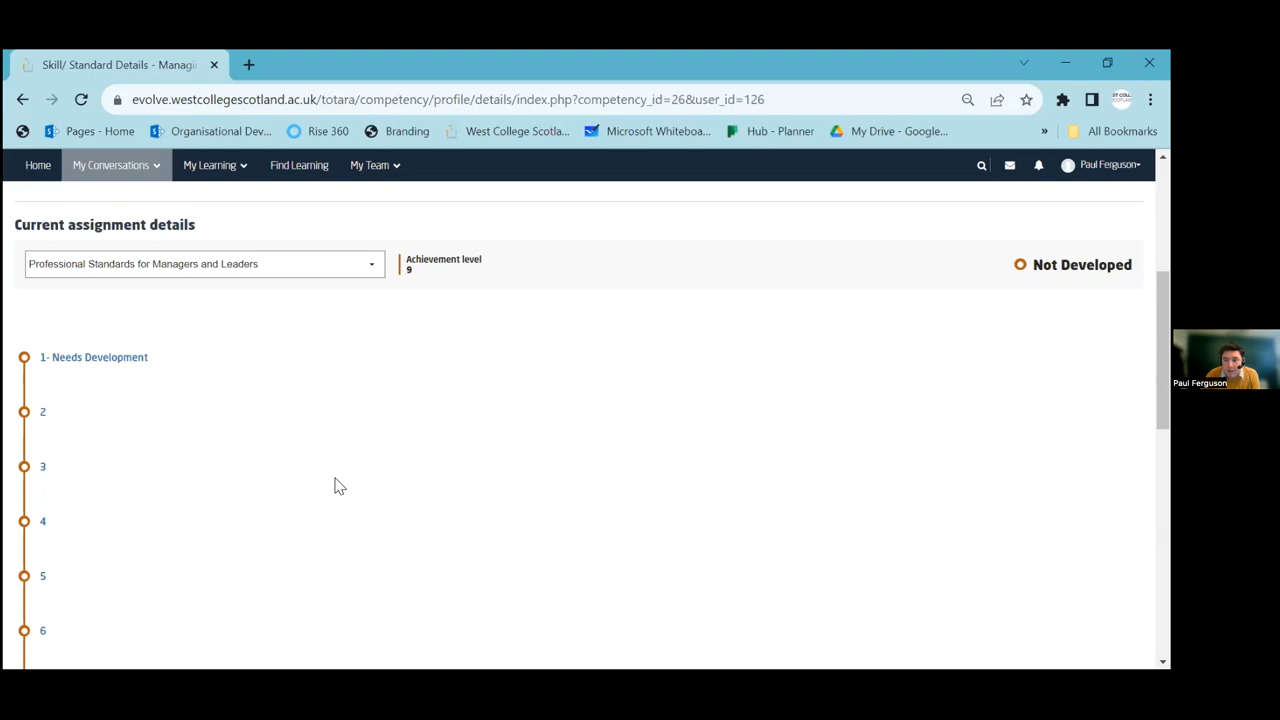 Skill/ Standard Details - Managi
evolve.westcollegescotland.ac.uk/totara/competency/profile/details/index.php?competency_id=26&user_id=126
Pages - Home
Organisational Dev...
Rise 360
Branding
West College Scotla...
Microsoft Whiteboa...
Hub - Planner
My Drive - Google...
»
All Bookmarks
Home
My Conversations
My Learning
Find Learning
My Team
Paul Ferguson
Current assignment details
Professional Standards for Managers and Leaders
Achievement level
9
Not Developed
1- Needs Development
2
3
4
5
6
Paul Ferguson